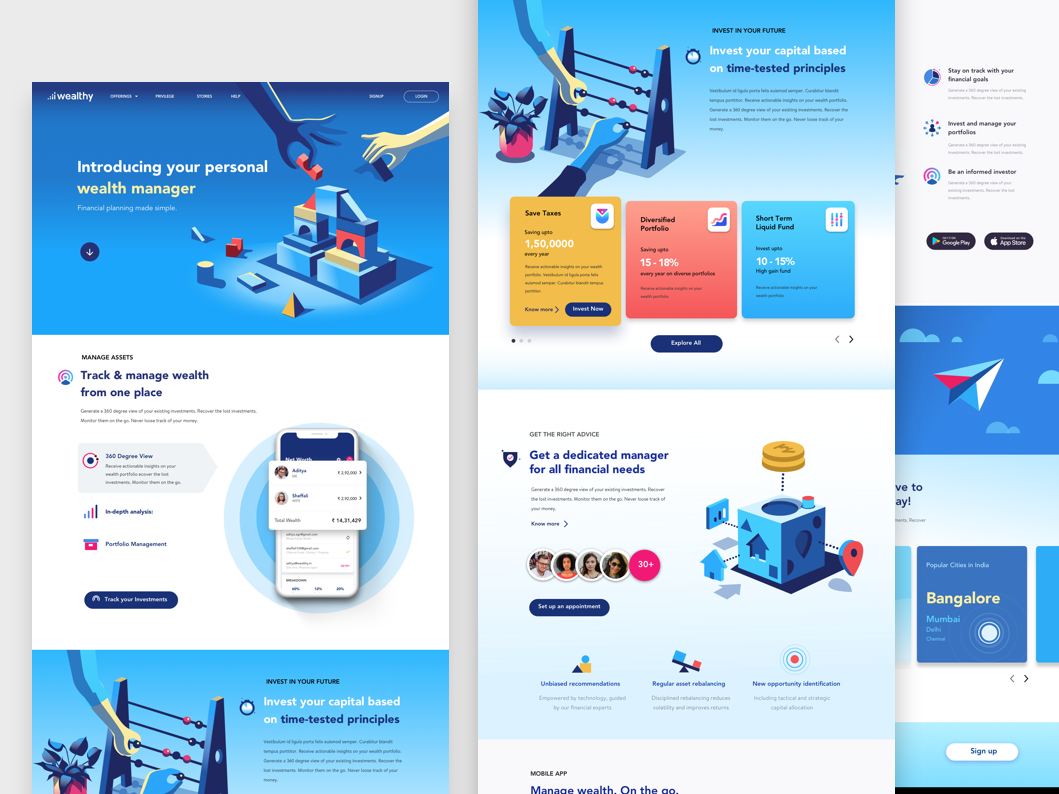 wealthy
OFFERINGS
PRIVILEGE
STORIES
HELP
SIGNUP
LOGIN
Introducing your personal
wealth manager
Financial planning made simple.
MANAGE ASSETS
Track & manage wealth
from one place
Generate a 360 degree view of your existing investments. Recover the lost investments.
Monitor them on the go. Never loose track of your money.
360 Degree View
Receive actionable insights on your
wealth portfolio ecover the lost
investments. Monitor them on the go.
In-depth analysis:
Portfolio Management
Track your Investments
Net Worth
Aditya
₹ 2,92,000
Sheffali
₹ 2,92,000
Total Wealth
₹ 14,31,429
BREAKDOWN
60%
12%
20%
INVEST IN YOUR FUTURE
Invest your capital based
on time-tested principles
Vestibulum id ligula porta felis euismod semper. Curabitur blandit
tempus porttitor. Receive actionable insights on your wealth portfolio.
Generate a 360 degree view of your existing investments. Recover the
lost investments. Monitor them on the go. Never loose track of your
money.
INVEST IN YOUR FUTURE
Invest your capital based
on time-tested principles
Vestibulum id ligula porta felis euismod semper. Curabitur blandit
tempus porttitor. Receive actionable insights on your wealth portfolio.
Generate a 360 degree view of your existing investments. Recover the
lost investments. Monitor them on the go. Never loose track of your
money.
Save Taxes
Saving upto
1,50,0000
every year
Receive actionable insights on your wealth
portfolio. Vestibulum id ligula porta felis
euismod semper. Curabitur blandit tempus
porttitor.
Know more
Invest Now
Diversified
Portfolio
Saving upto
15 - 18%
every year on diverse portfolios
Receive actionable insights on your
wealth portfolio
Short Term
Liquid Fund
Invest upto
10 - 15%
High gain fund
Receive actionable insights on your
wealth portfolio
Explore All
GET THE RIGHT ADVICE
Get a dedicated manager
for all financial needs
Generate a 360 degree view of your existing investments. Recover
the lost investments. Monitor them on the go. Never loose track of
your money.
Know more
30+
Set up an appointment
Unbiased recommendations
Empowered by technology, guided
by our financial experts
Regular asset rebalancing
Disciplined rebalancing reduces
volatility and improves returns
New opportunity identification
Including tactical and strategic
capital allocation
MOBILE APP
Manage wealth. On the go.
Stay on track with your
financial goals
Generate a 360 degree view of your existing
investments. Recover the lost investments.
Invest and manage your
portfolios
Generate a 360 degree view of your existing
investments. Recover the lost investments.
Be an informed investor
Generate a 360 degree view of your existing
investments. Recover the lost
investments.
Google Play
Download on the
App Store
ve to
ay!
ments. Recover
Popular Cities in India
Bangalore
Mumbai
Delhi
Chennai
Sign up